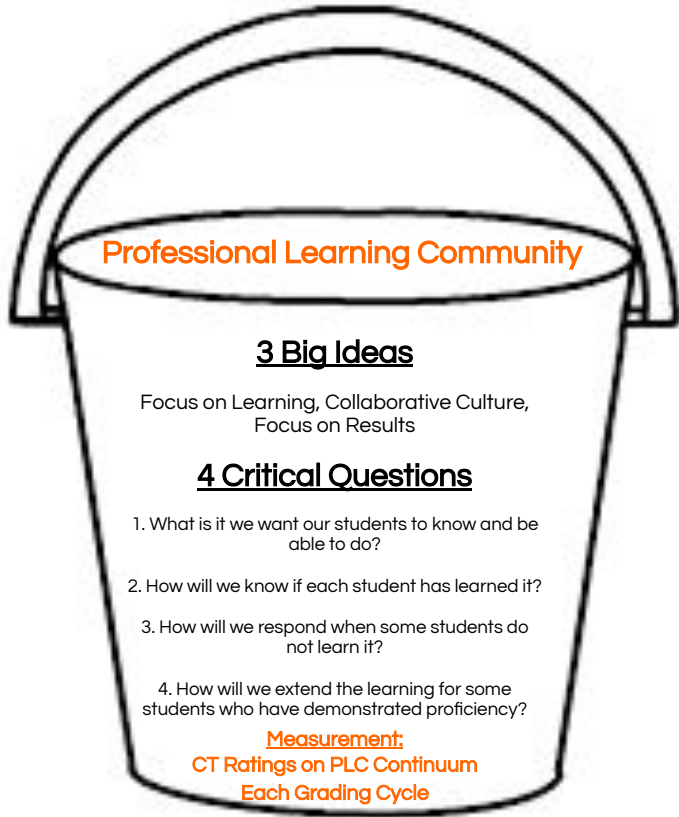 Professional Learning Community
3 Big Ideas
Focus on Learning, Collaborative Culture,
Focus on Results
4 Critical Questions
1. What is it we want our students to know and be
able to do?
2. How will we know if each student has learned it?
3. How will we respond when some students do
not learn it?
4. How will we extend the learning for some
students who have demonstrated proficiency?
Measurement:
CT Ratings on PLC Continuum
Each Grading Cycle